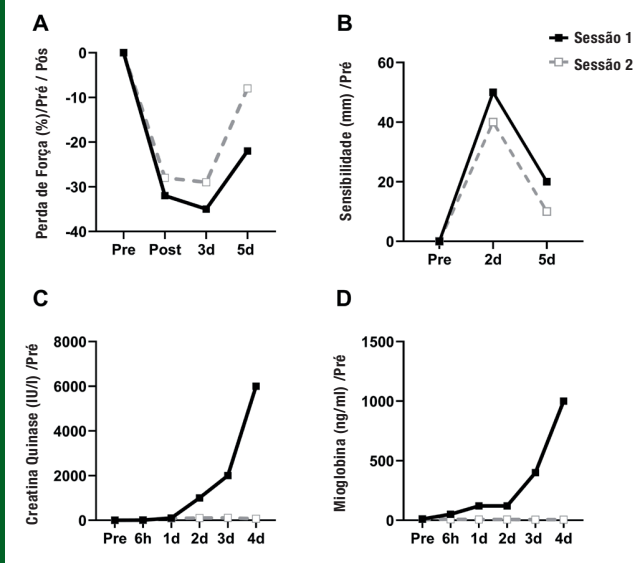 A
Perda de Força (%)/Pré / Pós
0
-10
-20
-30
-40
Pre Post 3d 5d
B
Sessão 1
Sessão 2
Sensibilidade (mm) /Pré
60
40
20
0
Pre 2d 5d
C
Creatina Quinase (IU/l) /Pré
8000
6000
4000
2000
0
Pre 6h 1d 2d 3d 4d
D
Mioglobina (ng/ml) /Pré
1500
1000
500
0
Pre 6h 1d 2d 3d 4d